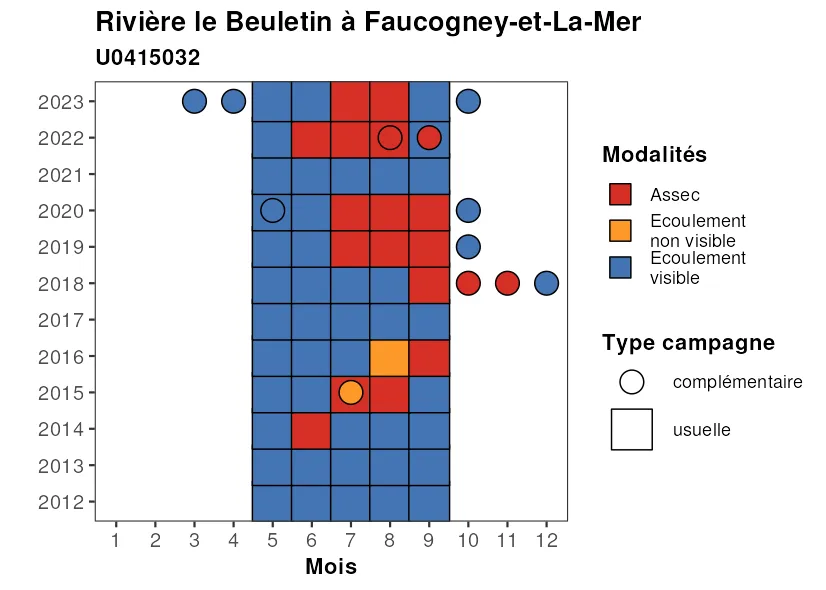 Rivière le Beuletin à Faucogney-et-La-Mer
U0415032
2023
2022
2021
2020
2019
2018
2017
2016
2015
2014
2013
2012
1 2 3 4 5 6 7 8 9 10 11 12
Mois
Modalités
Assec
Ecoulement
non visible
Ecoulement
visible
Type campagne
complémentaire
usuelle